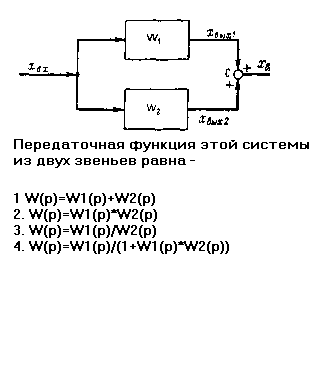 W1
xвых1
xвх
C
+
xв
+
W2
xвых2
Передаточная функция этой системы
из двух звеньев равна -
1 W(p)=W1(p)+W2(p)
2. W(p)=W1(p)*W2(p)
3. W(p)=W1(p)/W2(p)
4. W(p)=W1(p)/(1+W1(p)*W2(p))